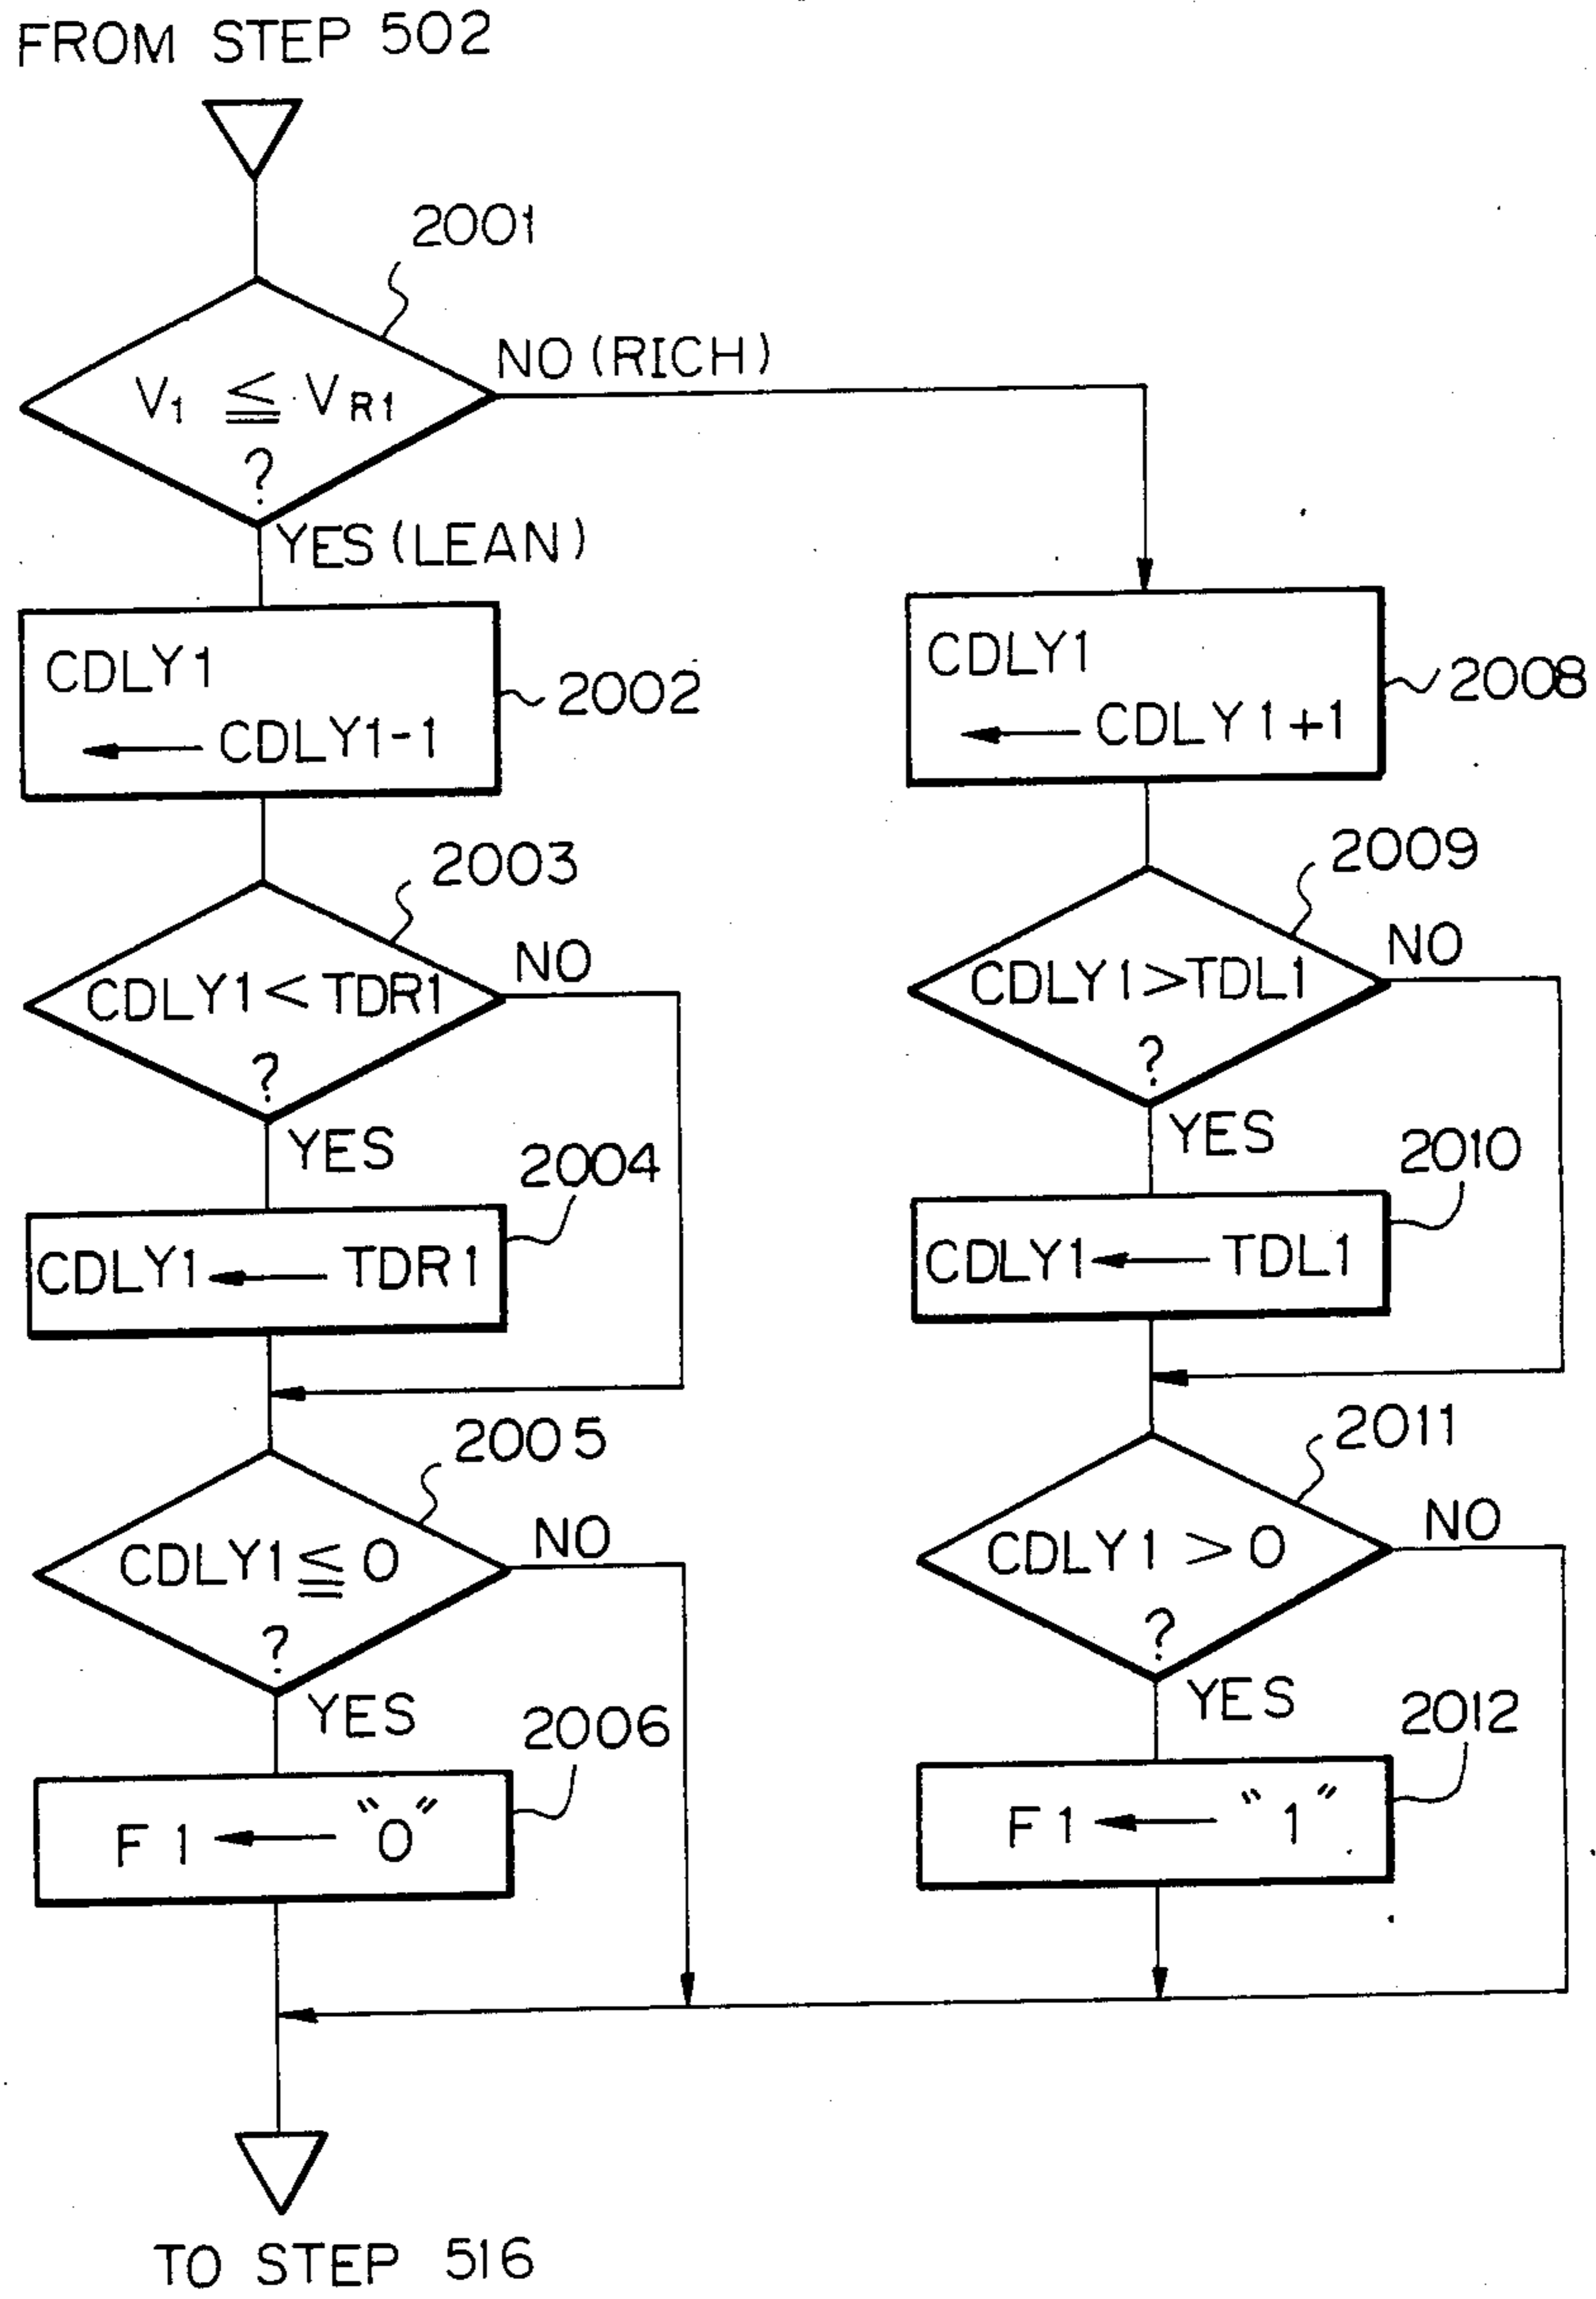 FROM STEP 502
2001
NO (RICH)
V1 ≦ VR1
?
YES (LEAN)
CDLY1
← CDLY1-1
2002
2003
NO
CDLY1 < TDR1
?
YES
2004
CDLY1 ← TDR1
2005
NO
CDLY1 ≦ 0
?
YES
2006
F1 ← "0"
CDLY1
← CDLY1+1
2008
2009
NO
CDLY1 > TDL1
?
YES
2010
CDLY1 ← TDL1
2011
NO
CDLY1 > 0
?
YES
2012
F1 ← "1"
TO STEP 516